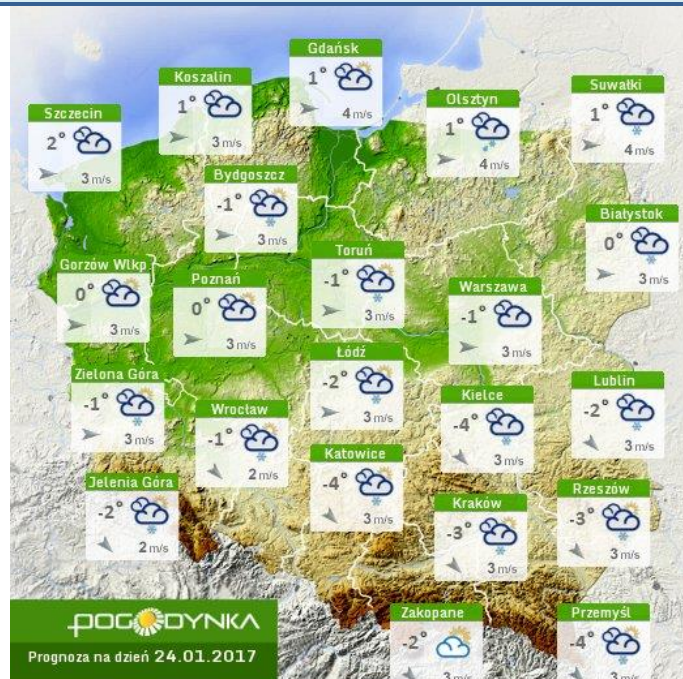 Gdańsk
1°
4 m/s
Koszalin
1°
3 m/s
Suwałki
1°
4 m/s
Olsztyn
1°
4 m/s
Szczecin
2°
3 m/s
Bydgoszcz
-1°
3 m/s
Białystok
0°
3 m/s
Toruń
-1°
3 m/s
Gorzów Wlkp
0°
3 m/s
Poznań
0°
3 m/s
Warszawa
-1°
3 m/s
Łódź
-2°
3 m/s
Zielona Góra
-1°
3 m/s
Lublin
-2°
3 m/s
Kielce
-4°
3 m/s
Wrocław
-1°
2 m/s
Katowice
-4°
3 m/s
Jelenia Góra
-2°
2 m/s
Rzeszów
-3°
3 m/s
Kraków
-3°
3 m/s
Zakopane
-2°
3 m/s
Przemyśl
-4°
3 m/s
POGODYNKA
Prognoza na dzień 24.01.2017